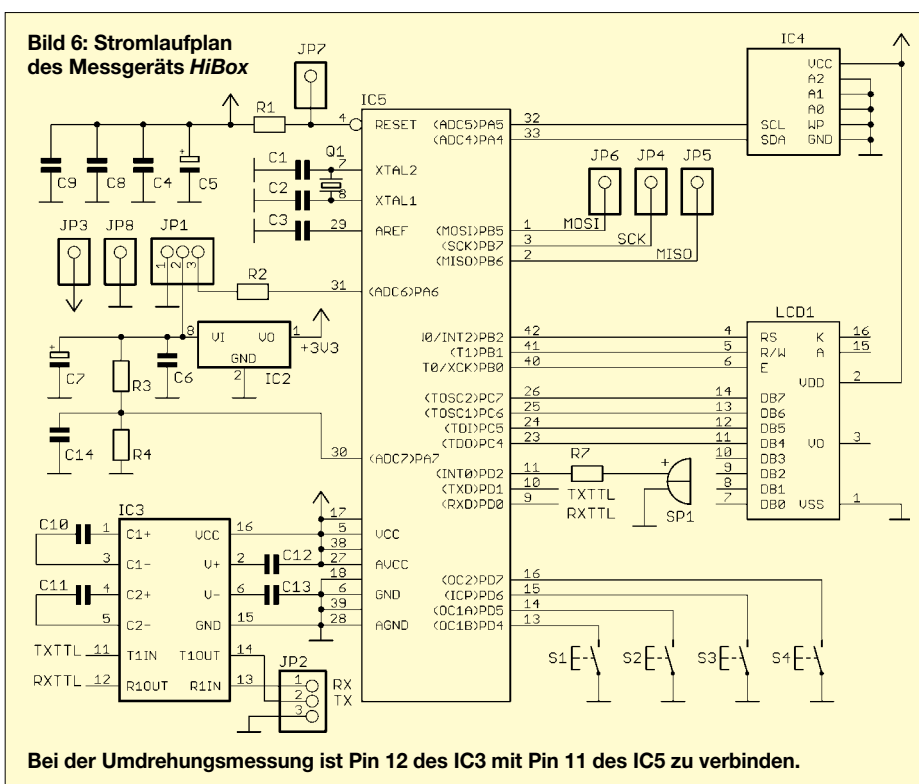 Bild 6: Stromlaufplan
des Messgeräts HiBox
JP7
IC4
VCC
A2
A1
A0
WP
GND
SCL
SDA
IC5
R1
4
RESET
(ADC5)PA5
32
(ADC4)PA4
33
C9
C8
C4
C5
C1
Q1
7
XTAL2
C2
8
XTAL1
C3
29
AREF
JP6
JP4
JP5
(MOSI)PB5
1
MOSI
(SCK)PB7
3
SCK
(MISO)PB6
2
MISO
JP3
JP8
JP1
1
2
3
R2
31
(ADC6)PA6
8
VI
VO
1
GND
+3V3
2
IC2
C7
R3
C6
C14
R4
30
(ADC7)PA7
LCD1
I0/INT2)PB2
42
4
RS
K
16
(T1)PB1
41
5
R/W
A
15
T0/XCK)PB0
40
6
E
VDD
2
(TOSC2)PC7
26
14
DB7
(TOSC1)PC6
25
13
DB6
(TDI)PC5
24
12
DB5
(TDO)PC4
23
11
DB4
VO
3
10
DB3
(INT0)PD2
11
R7
9
DB2
(TXD)PD1
10
TXTTL
8
DB1
(RXD)PD0
9
RXTTL
SP1
7
DB0
VSS
1
+
IC3
C10
1
C1+
VCC
16
3
C1-
V+
2
C12
C11
4
C2+
V-
6
C13
5
C2-
GND
15
TXTTL
11
T1IN
T1OUT
14
RXTTL
12
R1OUT
R1IN
13
17
5
VCC
38
27
AVCC
18
6
GND
39
28
AGND
JP2
1
RX
2
TX
3
(OC2)PD7
16
(ICP)PD6
15
(OC1A)PD5
14
(OC1B)PD4
13
S1
S2
S3
S4
Bei der Umdrehungsmessung ist Pin 12 des IC3 mit Pin 11 des IC5 zu verbinden.